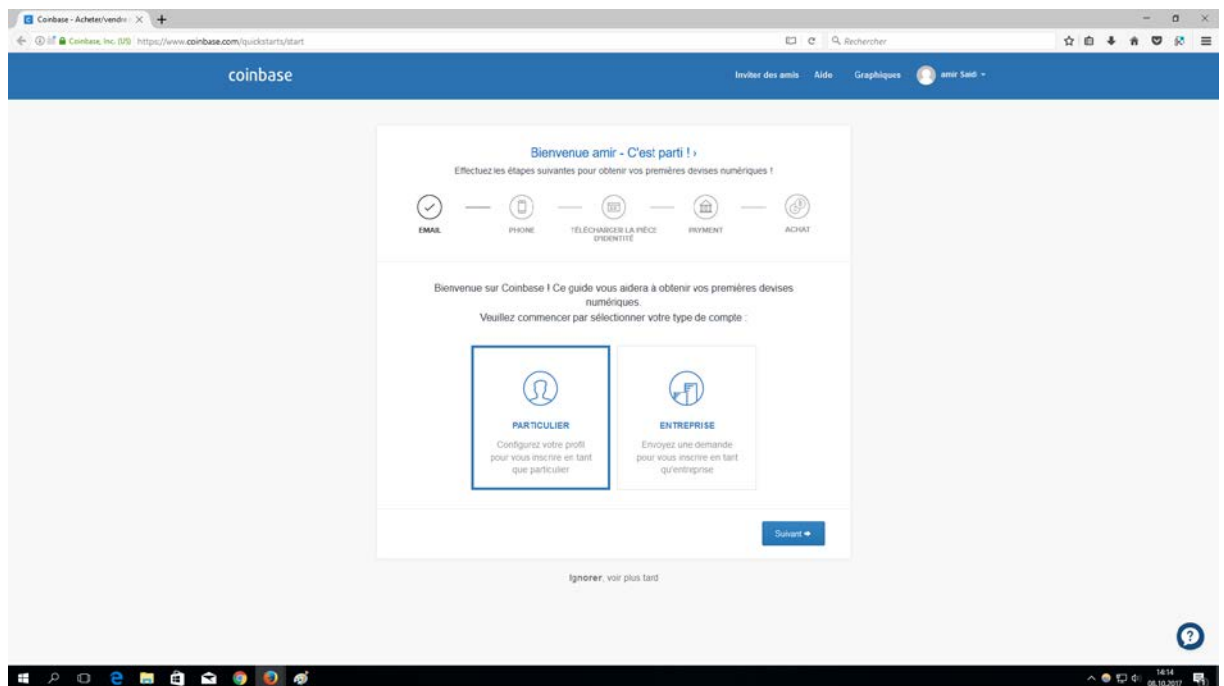 Coinbase - Acheter/vendre
Coinbase, Inc. (US) https://www.coinbase.com/quickstarts/start
Rechercher
coinbase
Inviter des amis Aide Graphiques amir Saidi
Bienvenue amir - C'est parti ! ›
Effectuez les étapes suivantes pour obtenir vos premières devises numériques !
EMAIL PHONE TÉLÉCHARGER LA PIÈCE D'IDENTITÉ PAYMENT ACHAT
Bienvenue sur Coinbase ! Ce guide vous aidera à obtenir vos premières devises
numériques.
Veuillez commencer par sélectionner votre type de compte :
PARTICULIER
Configurez votre profil
pour vous inscrire en tant
que particulier
ENTREPRISE
Envoyez une demande
pour vous inscrire en tant
qu'entreprise
Suivant
Ignorer, voir plus tard
14:14
06.10.2017